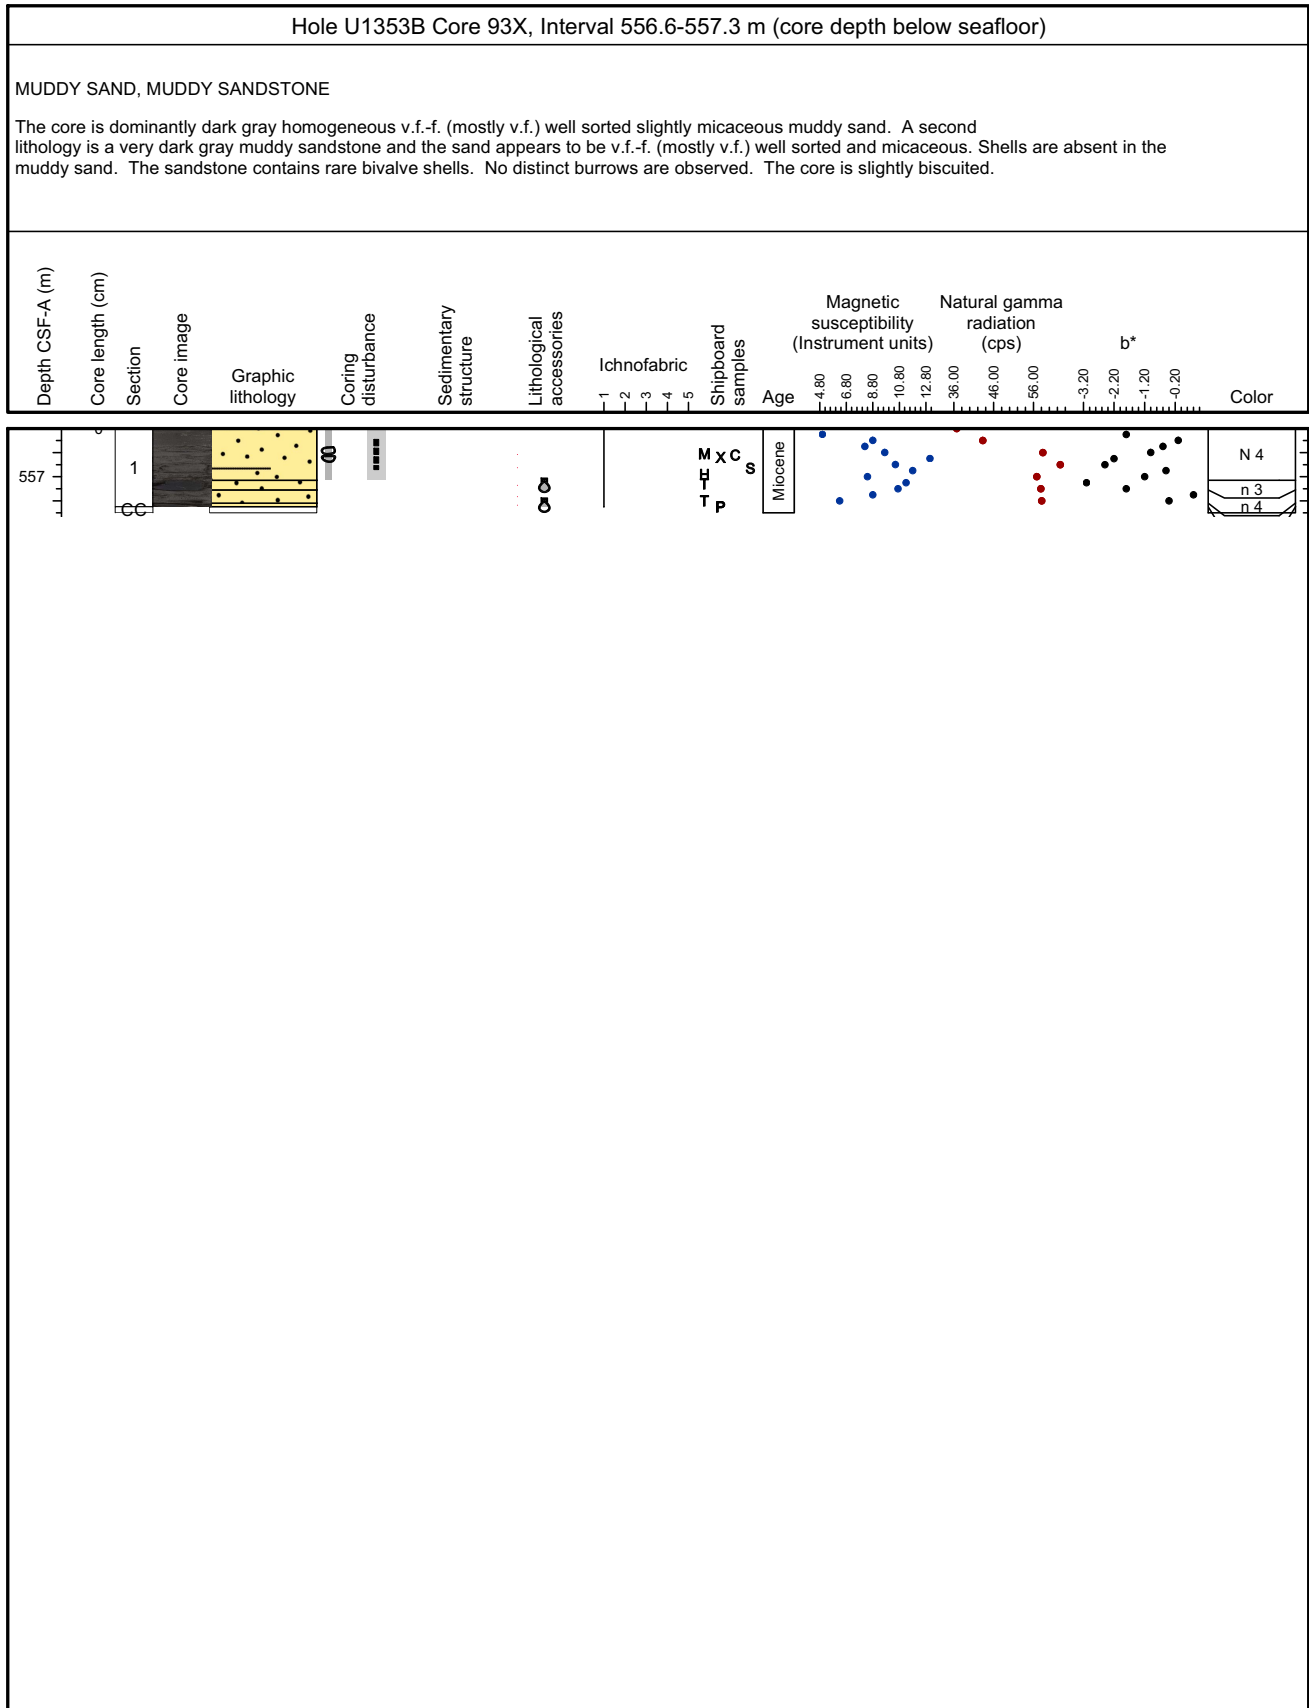 Hole U1353B Core 93X, Interval 556.6-557.3 m (core depth below seafloor)
MUDDY SAND, MUDDY SANDSTONE
The core is dominantly dark gray homogeneous v.f.-f. (mostly v.f.) well sorted slightly micaceous muddy sand. A second
lithology is a very dark gray muddy sandstone and the sand appears to be v.f.-f. (mostly v.f.) well sorted and micaceous. Shells are absent in the
muddy sand. The sandstone contains rare bivalve shells. No distinct burrows are observed. The core is slightly biscuited.
Depth CSF-A (m)
Core length (cm)
Section
Core image
Graphic
lithology
Coring
disturbance
Sedimentary
structure
Lithological
accessories
Ichnofabric
1 2 3 4 5
Shipboard
samples
Age
Magnetic
susceptibility
(Instrument units)
4.80 6.80 8.80 10.80 12.80
Natural gamma
radiation
(cps)
36.00 46.00 56.00
b*
-3.20 -2.20 -1.20 -0.20
Color
557
1
CC
M X C
S
H
T
T P
Miocene
N 4
n 3
n 4